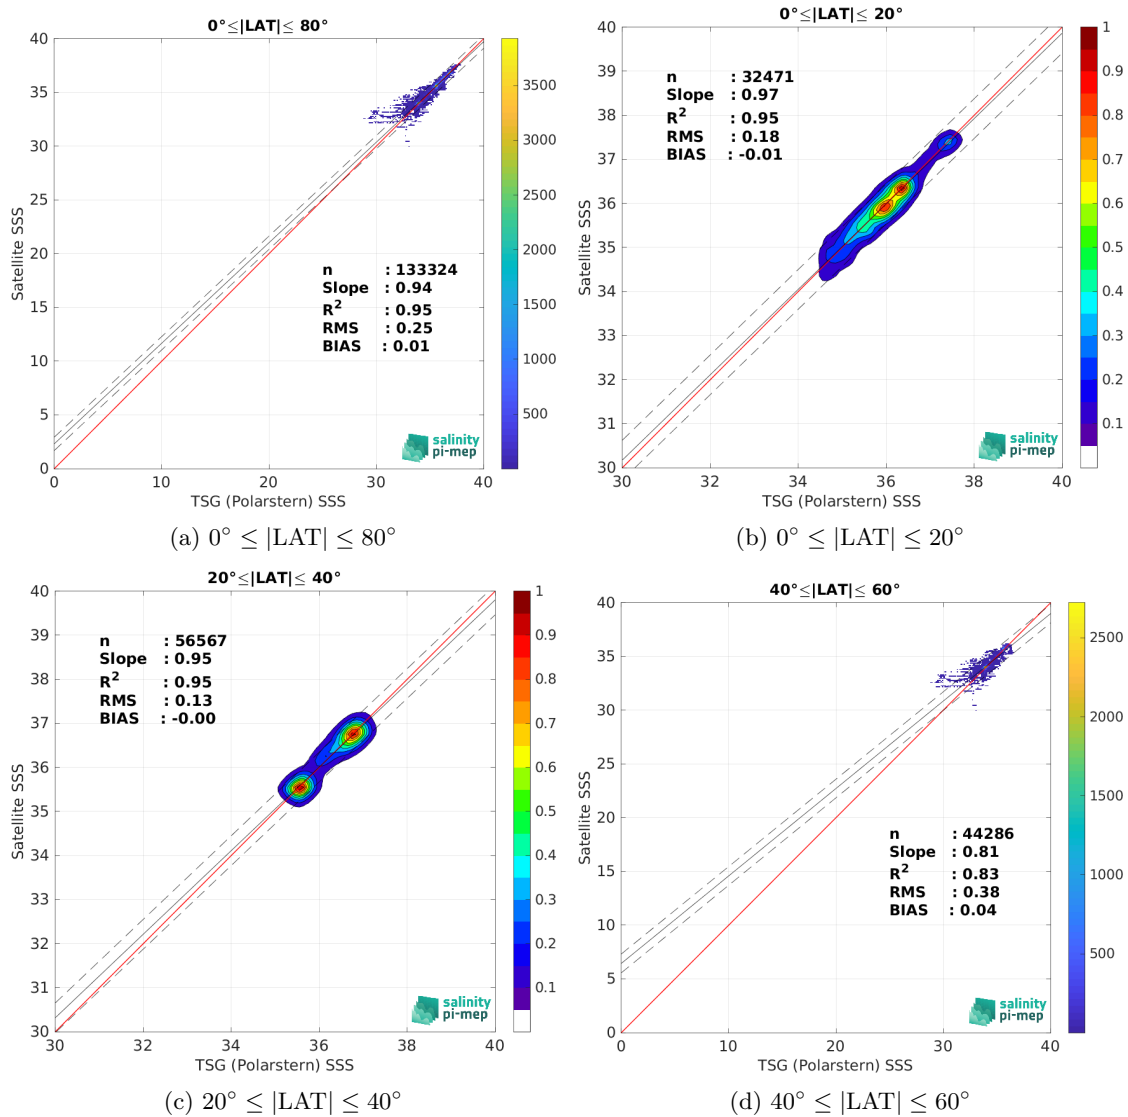 0°≤|LAT|≤ 80°
Satellite SSS
40
35
30
25
20
15
10
5
0
0
10
20
30
40
TSG (Polarstern) SSS
n : 133324
Slope : 0.94
R² : 0.95
RMS : 0.25
BIAS : 0.01
salinity
pi-mep
3500
3000
2500
2000
1500
1000
500
(a) 0° ≤ |LAT| ≤ 80°
0°≤|LAT|≤ 20°
Satellite SSS
40
39
38
37
36
35
34
33
32
31
30
30
32
34
36
38
40
TSG (Polarstern) SSS
n : 32471
Slope : 0.97
R² : 0.95
RMS : 0.18
BIAS : -0.01
salinity
pi-mep
1
0.9
0.8
0.7
0.6
0.5
0.4
0.3
0.2
0.1
(b) 0° ≤ |LAT| ≤ 20°
20°≤|LAT|≤ 40°
Satellite SSS
40
39
38
37
36
35
34
33
32
31
30
30
32
34
36
38
40
TSG (Polarstern) SSS
n : 56567
Slope : 0.95
R² : 0.95
RMS : 0.13
BIAS : -0.00
salinity
pi-mep
1
0.9
0.8
0.7
0.6
0.5
0.4
0.3
0.2
0.1
(c) 20° ≤ |LAT| ≤ 40°
40°≤|LAT|≤ 60°
Satellite SSS
40
35
30
25
20
15
10
5
0
0
10
20
30
40
TSG (Polarstern) SSS
n : 44286
Slope : 0.81
R² : 0.83
RMS : 0.38
BIAS : 0.04
salinity
pi-mep
2500
2000
1500
1000
500
(d) 40° ≤ |LAT| ≤ 60°